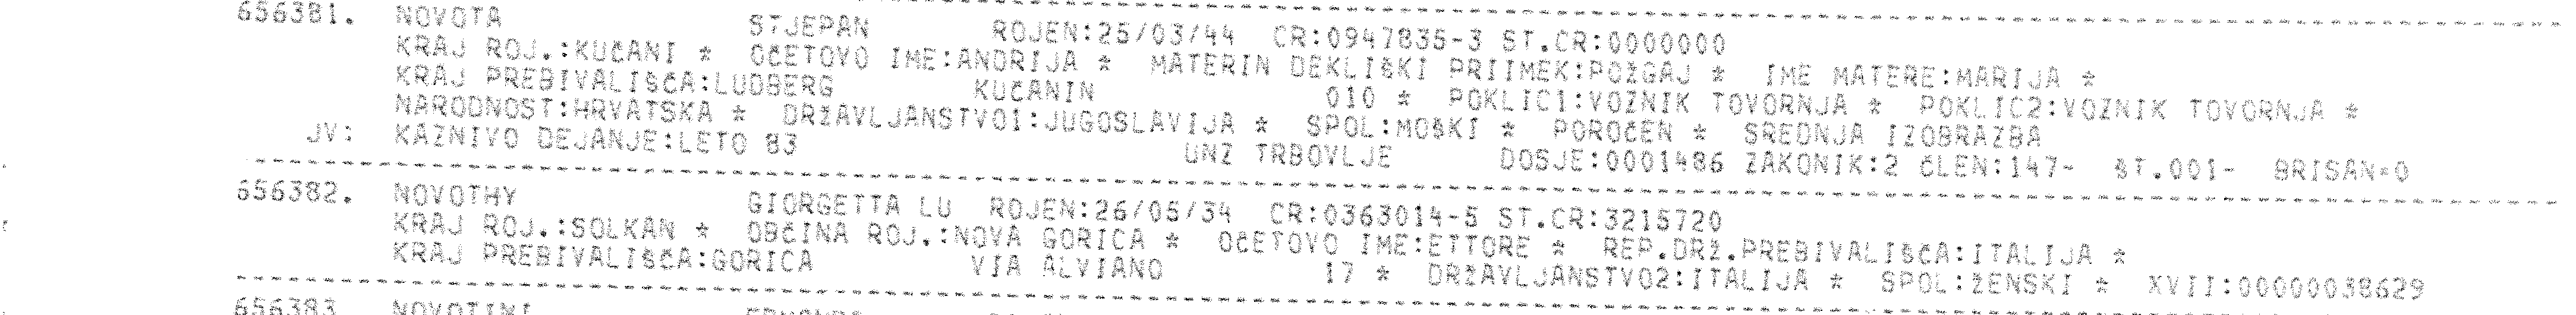 656381. NOVOTA STJEPAN ROJEN:25/03/44 CR:0947835-3 ST.CR:0000000
KRAJ ROJ.:KUČANI * OČETOVO IME:ANDRIJA * MATERIN DEKLIŠKI PRIIMEK:POŽGAJ * IME MATERE:MARIJA *
KRAJ PREBIVALIŠČA:LUDBERG KUČANIN 010 * POKLIC1:VOZNIK TOVORNJA * POKLIC2:VOZNIK TOVORNJA *
NARODNOST:HRVATSKA * DRŽAVLJANSTVO1:JUGOSLAVIJA * SPOL:MOŠKI * POROČEN * SREDNJA IZOBRAZBA
JV: KAZNIVO DEJANJE:LETO 83 UNZ TRBOVLJE DOSJE:0001486 ZAKONIK:2 ČLEN:147- ŠT.001- BRISAN=0
656382. NOVOTHY GIORGETTA LU ROJEN:26/05/34 CR:0363014-5 ST.CR:3215720
KRAJ ROJ.:SOLKAN * OBČINA ROJ.:NOVA GORICA * OČETOVO IME:ETTORE * REP.DRŽ.PREBIVALIŠČA:ITALIJA *
KRAJ PREBIVALIŠČA:GORICA VIA ALVIANO 17 * DRŽAVLJANSTVO2:ITALIJA * SPOL:ŽENSKI * XVII:00000038629
656383 NOVOTINI